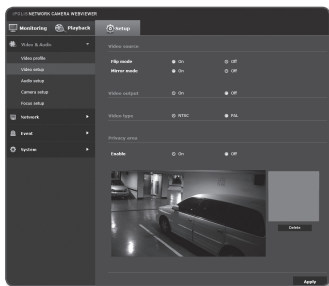 iPOLiS NETWORK CAMERA WEBVIEWER
Monitoring Playback Setup
Video & Audio
Video profile
Video setup
Audio setup
Camera setup
Focus setup
Network
Event
System
Video source
Flip mode On Off
Mirror mode On Off
Video output On Off
Video type NTSC PAL
Privacy area
Enable On Off
Delete
Apply